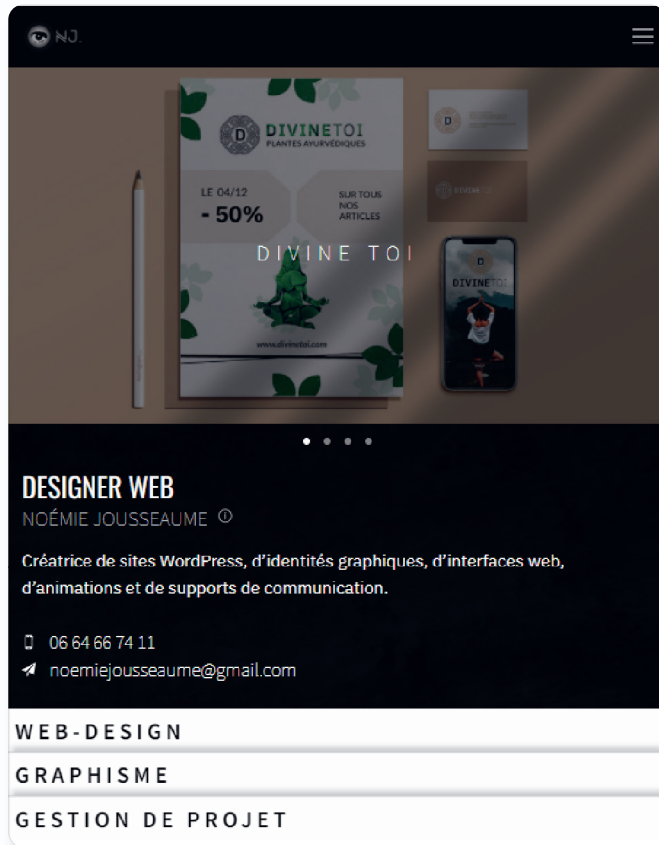 NJ.
DIVINETOI
PLANTES AYURVÉDIQUES
LE 04/12
- 50%
SUR TOUS
NOS
ARTICLES
DIVINE TOI
www.divinetoi.com
D
DIVINETOI
D
DIVINETOI
DESIGNER WEB
NOÉMIE JOUSSEAUME
Créatrice de sites WordPress, d'identités graphiques, d'interfaces web,
d'animations et de supports de communication.
06 64 66 74 11
noemiejousseaume@gmail.com
WEB-DESIGN
GRAPHISME
GESTION DE PROJET